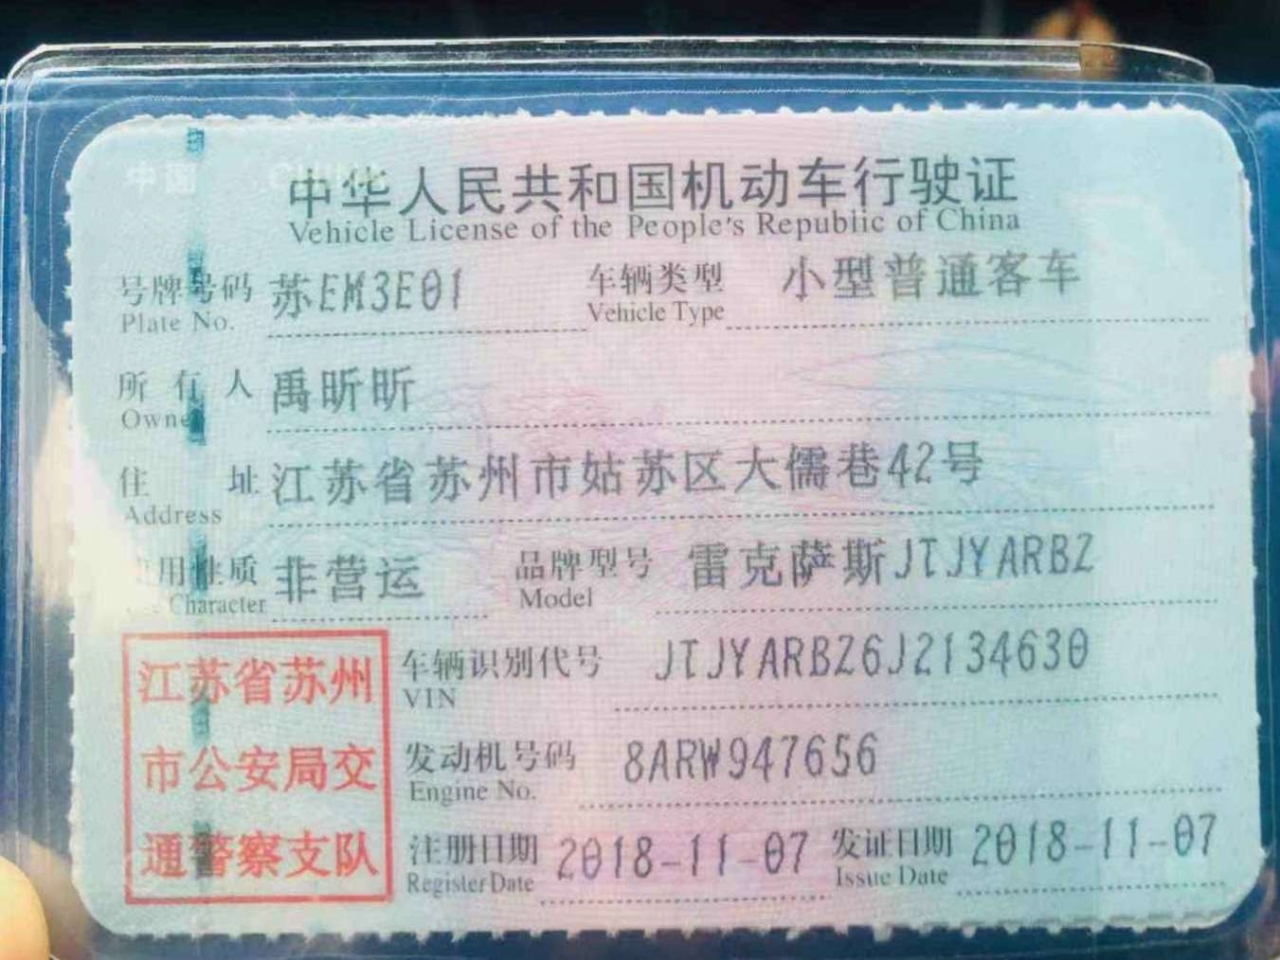 中国 CHINA
中华人民共和国机动车行驶证
Vehicle License of the People's Republic of China
号牌号码 苏EM3E01 车辆类型 小型普通客车
Plate No. Vehicle Type
所有人 禹昕昕
Owner
住址 江苏省苏州市姑苏区大儒巷42号
Address
使用性质 非营运 品牌型号 雷克萨斯JTJYARBZ
Use Character Model
江苏省苏州
市公安局交
通警察支队
车辆识别代号 JTJYARBZ6J2134630
VIN
发动机号码 8ARW947656
Engine No.
注册日期 2018-11-07 发证日期 2018-11-07
Register Date Issue Date